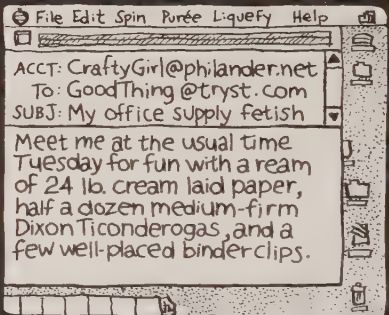 File Edit Spin Purée Liquefy Help
ACCT: CraftyGirl@philander.net
TO: GoodThing@tryst.com
SUBJ: My office supply fetish
Meet me at the usual time
Tuesday for fun with a ream
of 24 lb. cream laid paper,
half a dozen medium-firm
Dixon Ticonderogas, and a
few well-placed binder clips.